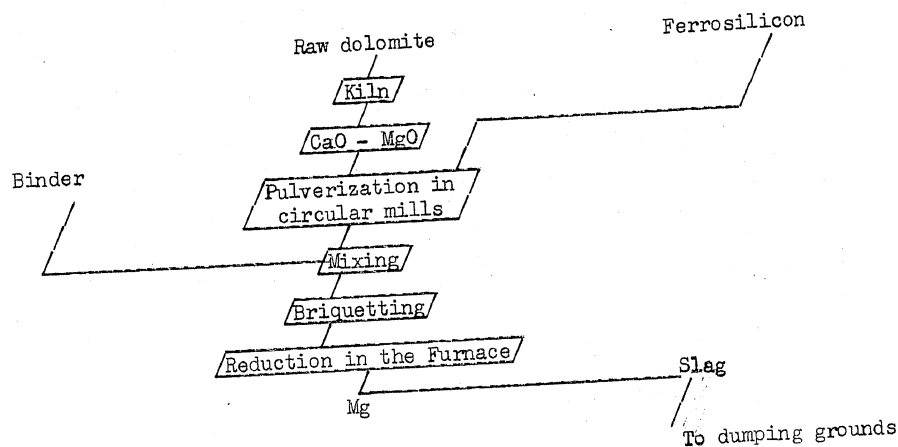 Ferrosilicon
Raw dolomite
Kiln
CaO - MgO
Binder
Pulverization in
circular mills
Mixing
Briquetting
Reduction in the Furnace
Slag
Mg
To dumping grounds